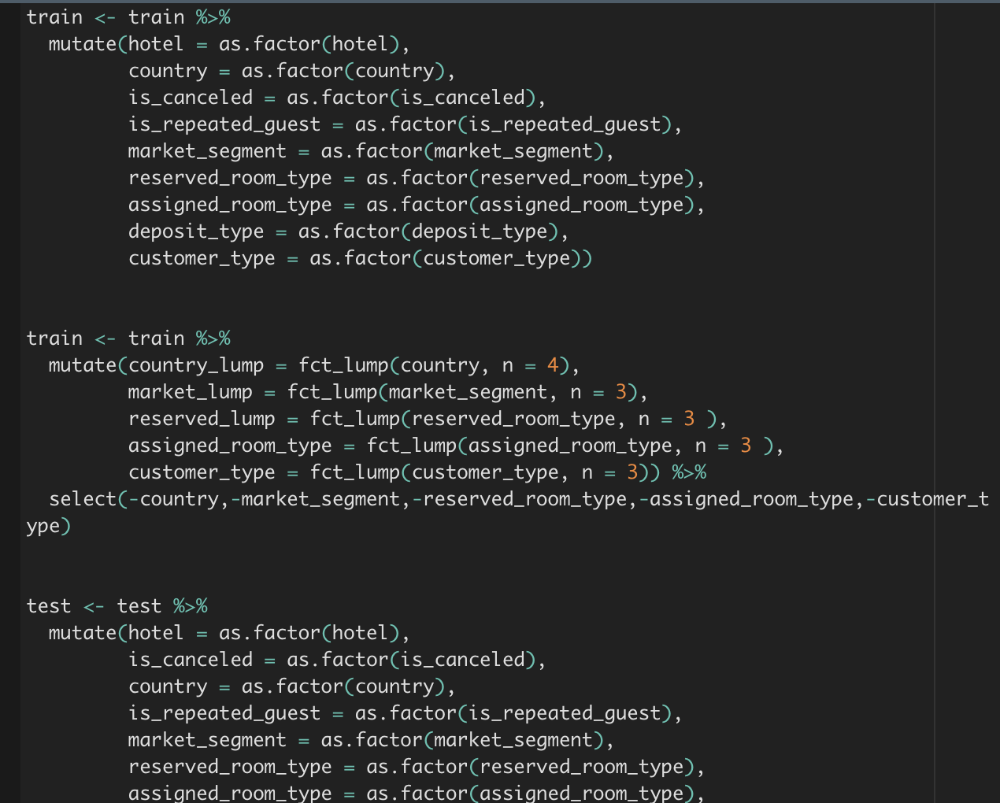 train <- train %>%
  mutate(hotel = as.factor(hotel),
         country = as.factor(country),
         is_canceled = as.factor(is_canceled),
         is_repeated_guest = as.factor(is_repeated_guest),
         market_segment = as.factor(market_segment),
         reserved_room_type = as.factor(reserved_room_type),
         assigned_room_type = as.factor(assigned_room_type),
         deposit_type = as.factor(deposit_type),
         customer_type = as.factor(customer_type))
train <- train %>%
  mutate(country_lump = fct_lump(country, n = 4),
         market_lump = fct_lump(market_segment, n = 3),
         reserved_lump = fct_lump(reserved_room_type, n = 3 ),
         assigned_room_type = fct_lump(assigned_room_type, n = 3 ),
         customer_type = fct_lump(customer_type, n = 3)) %>%
  select(-country,-market_segment,-reserved_room_type,-assigned_room_type,-customer_t
ype)
test <- test %>%
  mutate(hotel = as.factor(hotel),
         is_canceled = as.factor(is_canceled),
         country = as.factor(country),
         is_repeated_guest = as.factor(is_repeated_guest),
         market_segment = as.factor(market_segment),
         reserved_room_type = as.factor(reserved_room_type),
         assigned_room_type = as.factor(assigned_room_type),